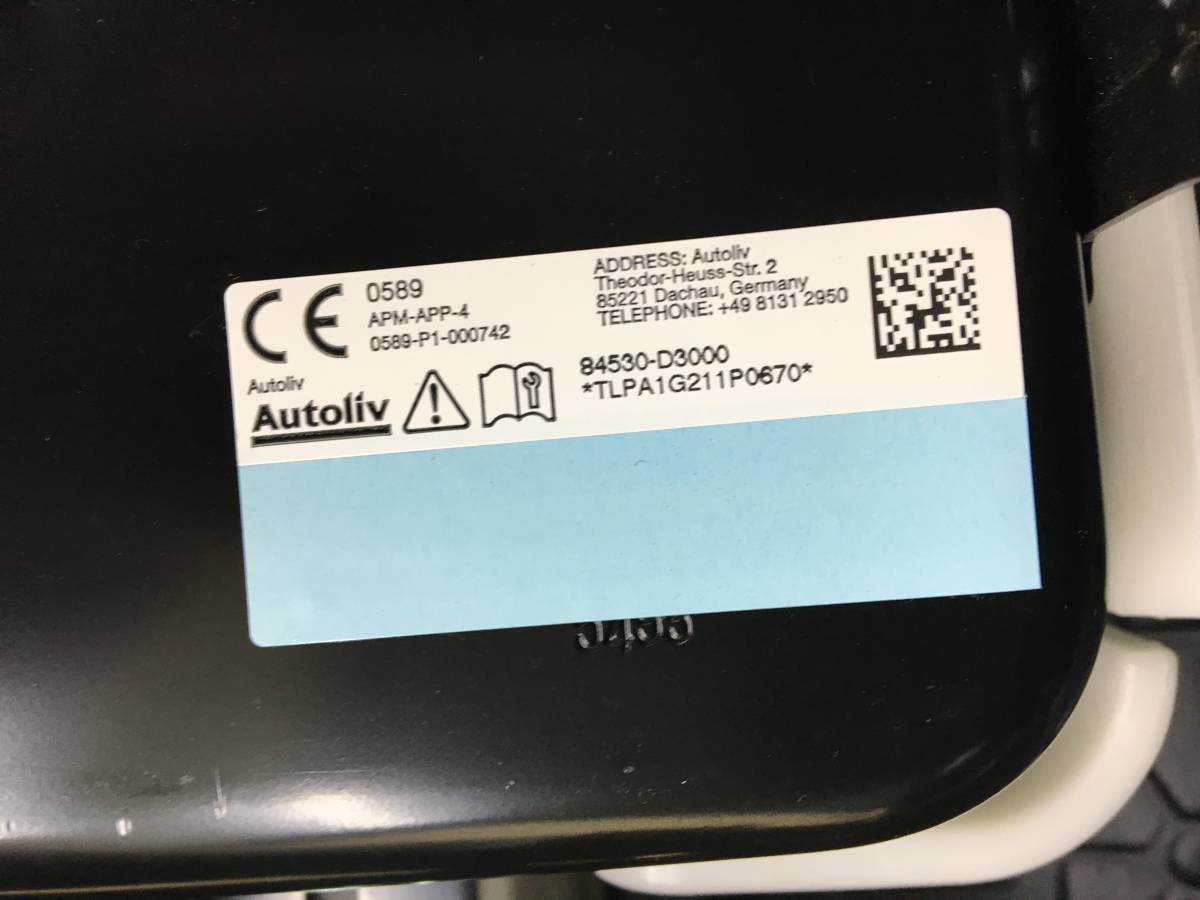 CE 0589
APM-APP-4
0589-P1-000742
ADDRESS: Autoliv
Theodor-Heuss-Str. 2
85221 Dachau, Germany
TELEPHONE: +49 8131 2950
Autoliv
Autoliv
84530-D3000
*TLPA1G211P0670*